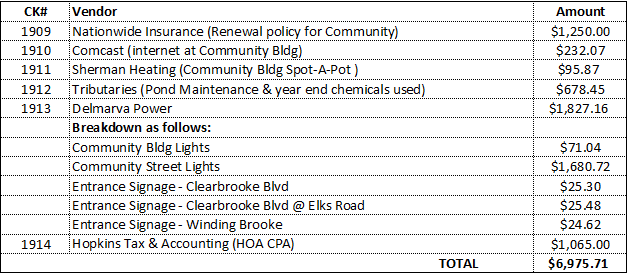 CK# Vendor Amount
1909 Nationwide Insurance (Renewal policy for Community) $1,250.00
1910 Comcast (internet at Community Bldg) $232.07
1911 Sherman Heating (Community Bldg Spot-A-Pot ) $95.87
1912 Tributaries (Pond Maintenance & year end chemicals used) $678.45
1913 Delmarva Power $1,827.16
Breakdown as follows:
Community Bldg Lights $71.04
Community Street Lights $1,680.72
Entrance Signage - Clearbrooke Blvd $25.30
Entrance Signage - Clearbrooke Blvd @ Elks Road $25.48
Entrance Signage - Winding Brooke $24.62
1914 Hopkins Tax & Accounting (HOA CPA) $1,065.00
TOTAL $6,975.71